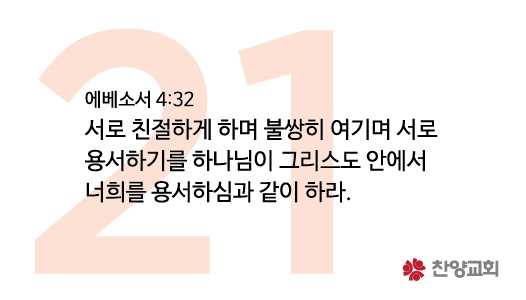 21
에베소서 4:32
서로 친절하게 하며 불쌍히 여기며 서로
용서하기를 하나님이 그리스도 안에서
너희를 용서하심과 같이 하라.
찬양교회